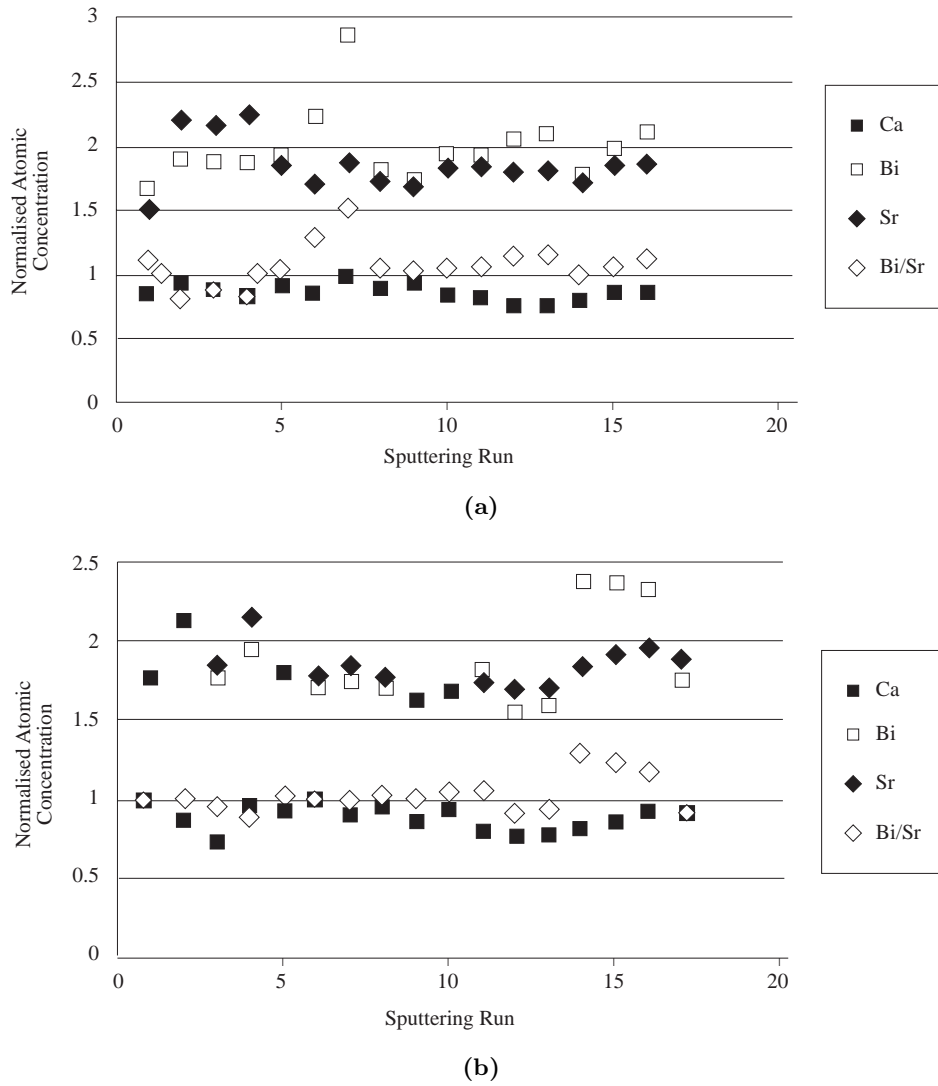 3
2.5
2
1.5
1
0.5
0
0 5 10 15 20
Normalised Atomic
Concentration
Sputtering Run
Ca
Bi
Sr
Bi/Sr
(a)
2.5
2
1.5
1
0.5
0
0 5 10 15 20
Normalised Atomic
Concentration
Sputtering Run
Ca
Bi
Sr
Bi/Sr
(b)